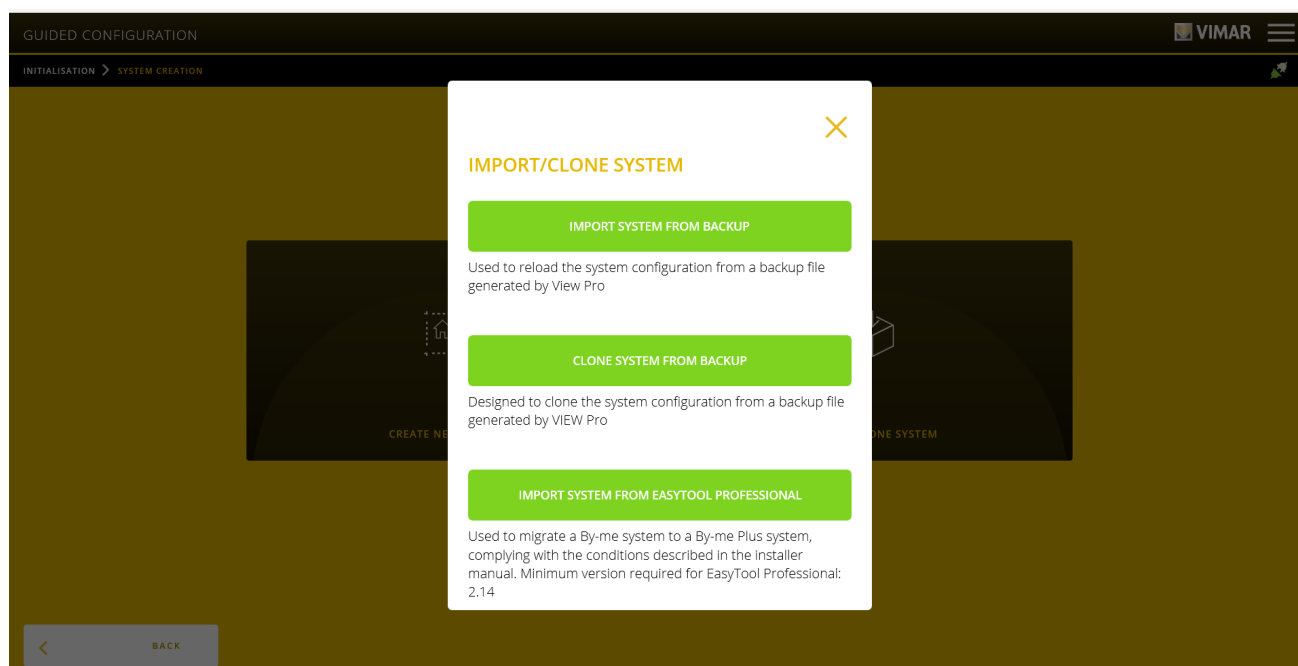 GUIDED CONFIGURATION
VIMAR
INITIALISATION > SYSTEM CREATION
IMPORT/CLONE SYSTEM
IMPORT SYSTEM FROM BACKUP
Used to reload the system configuration from a backup file
generated by View Pro
CLONE SYSTEM FROM BACKUP
Designed to clone the system configuration from a backup file
generated by VIEW Pro
CREATE NE
ONE SYSTEM
IMPORT SYSTEM FROM EASYTOOL PROFESSIONAL
Used to migrate a By-me system to a By-me Plus system,
complying with the conditions described in the installer
manual. Minimum version required for EasyTool Professional:
2.14
BACK